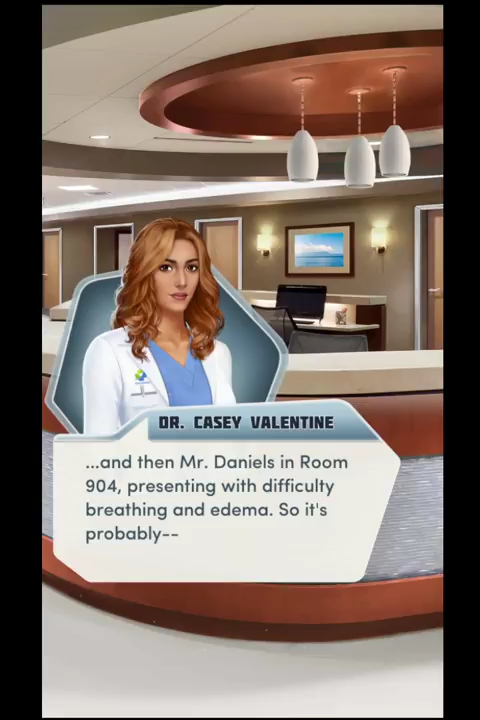 DR. CASEY VALENTINE
...and then Mr. Daniels in Room
904, presenting with difficulty
breathing and edema. So it's
probably--